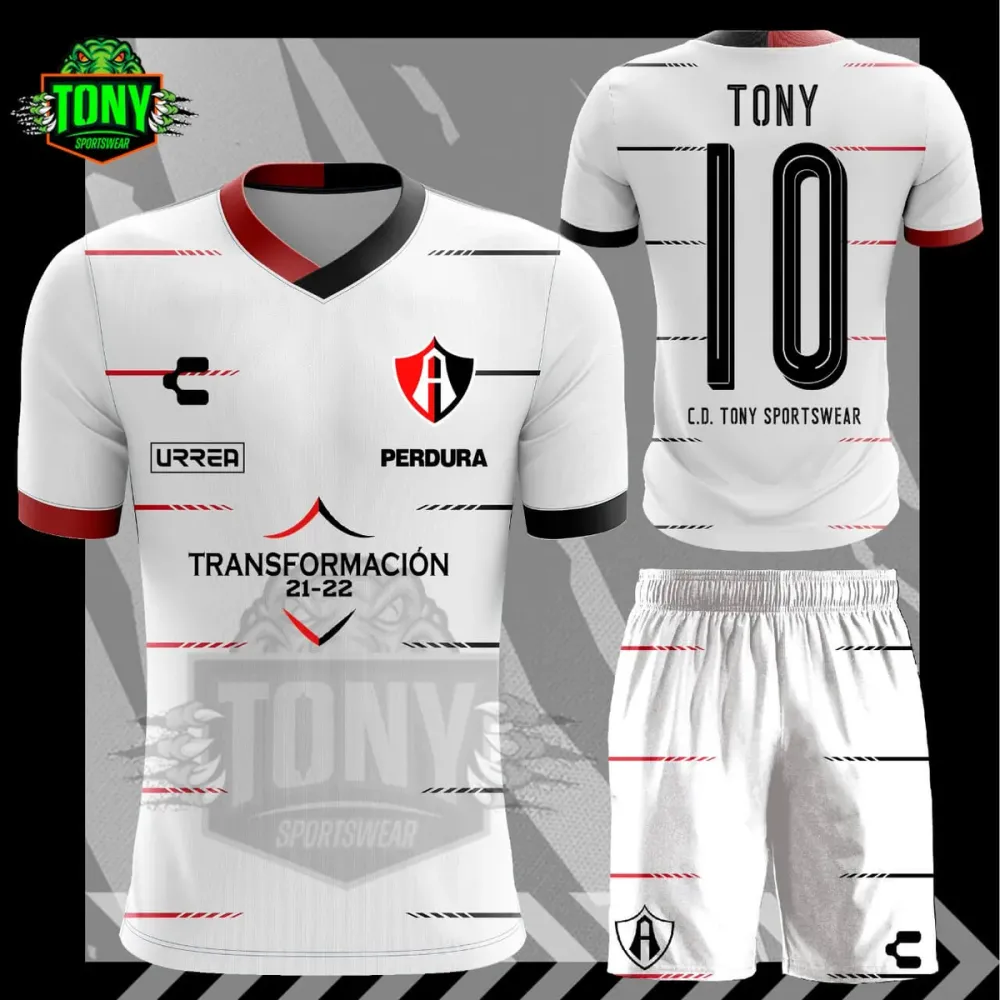 TONY
SPORTSWEAR
TONY
10
C.D. TONY SPORTSWEAR
URREA
PERDURA
TRANSFORMACIÓN
21-22
TONY
SPORTSWEAR